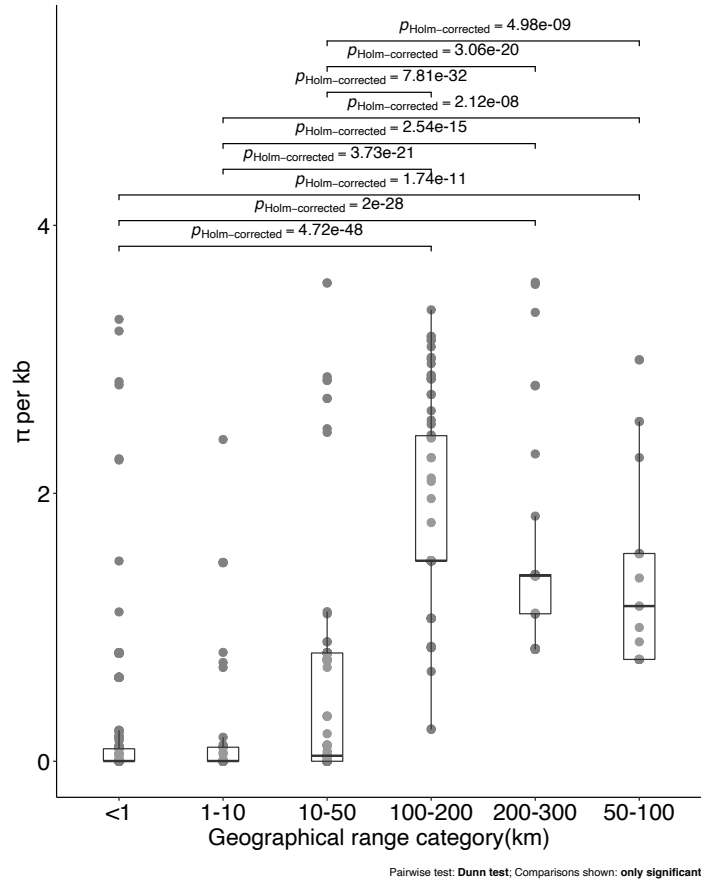 pHolm−corrected = 4.98e-09
pHolm−corrected = 3.06e-20
pHolm−corrected = 7.81e-32
pHolm−corrected = 2.12e-08
pHolm−corrected = 2.54e-15
pHolm−corrected = 3.73e-21
pHolm−corrected = 1.74e-11
pHolm−corrected = 2e-28
pHolm−corrected = 4.72e-48
4
2
0
π per kb
<1 1-10 10-50 100-200 200-300 50-100
Geographical range category(km)
Pairwise test: Dunn test; Comparisons shown: only significant